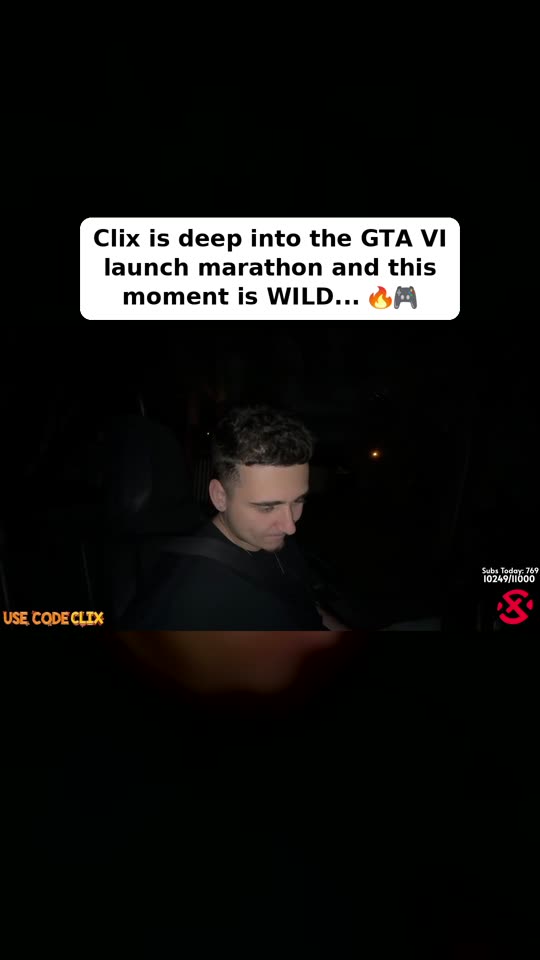 Clix is deep into the GTA VI
launch marathon and this
moment is WILD... 🔥🎮
Subs Today: 769
10249/11000
USE CODE CLIX